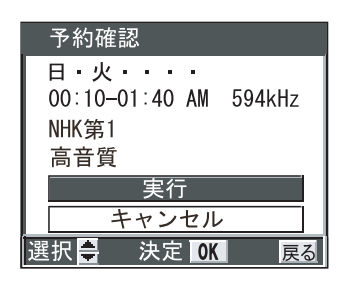 予約確認
日・火・・・・
00:10–01:40 AM 594kHz
NHK第1
高音質
実行
キャンセル
選択 決定 OK 戻る